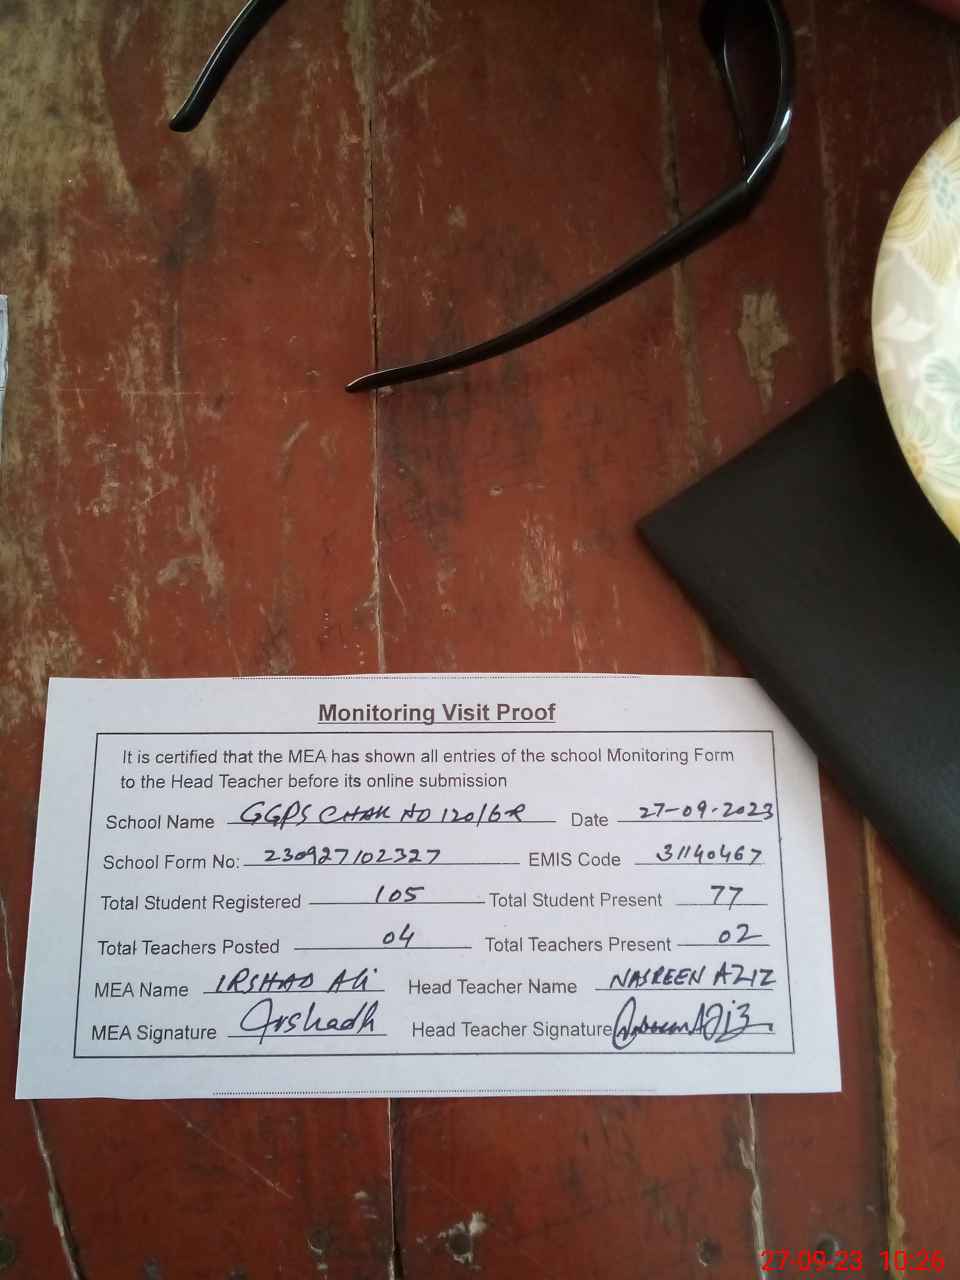 Monitoring Visit Proof
It is certified that the MEA has shown all entries of the school Monitoring Form
to the Head Teacher before its online submission
School Name GGPS CHAK NO 120/6R Date 27-09-2023
School Form No: 230927102327 EMIS Code 31140467
Total Student Registered 105 Total Student Present 77
Total Teachers Posted 04 Total Teachers Present 02
MEA Name IRSHAD Ali Head Teacher Name NASREEN AZIZ
MEA Signature Irshadh Head Teacher Signature
27-09-23 10:26